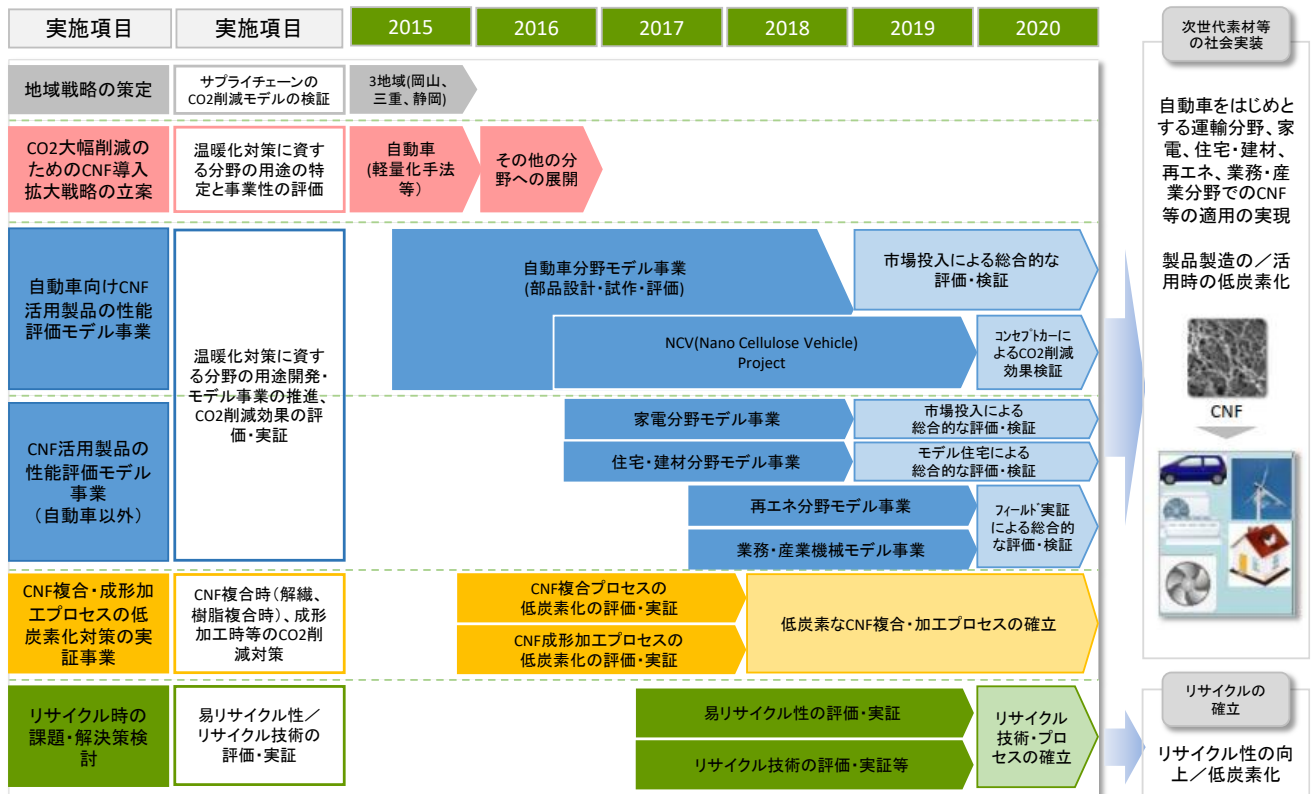 実施項目
実施項目
2015
2016
2017
2018
2019
2020
地域戦略の策定
サプライチェーンの
CO2削減モデルの検証
3地域(岡山、
三重、静岡)
CO2大幅削減の
ためのCNF導入
拡大戦略の立案
温暖化対策に資す
る分野の用途の特
定と事業性の評価
自動車
(軽量化手法
等）
その他の分
野への展開
自動車向けCNF
活用製品の性能
評価モデル事業
温暖化対策に資す
る分野の用途開発・
モデル事業の推進、
CO2削減効果の評
価・実証
自動車分野モデル事業
(部品設計・試作・評価)
市場投入による総合的な
評価・検証
NCV(Nano Cellulose Vehicle)
Project
コンセプトカーに
よるCO2削減
効果検証
CNF活用製品の
性能評価モデル
事業
（自動車以外）
家電分野モデル事業
市場投入による
総合的な評価・検証
住宅・建材分野モデル事業
モデル住宅による
総合的な評価・検証
再エネ分野モデル事業
業務・産業機械モデル事業
フィールド実証
による総合的
な評価・検証
CNF複合・成形加
工プロセスの低
炭素化対策の実
証事業
CNF複合時（解繊、
樹脂複合時）、成形
加工時等のCO2削
減対策
CNF複合プロセスの
低炭素化の評価・実証
CNF成形加工プロセスの
低炭素化の評価・実証
低炭素なCNF複合・加工プロセスの確立
リサイクル時の
課題・解決策検
討
易リサイクル性／
リサイクル技術の
評価・実証
易リサイクル性の評価・実証
リサイクル技術の評価・実証等
リサイクル
技術・プロ
セスの確立
次世代素材等
の社会実装
自動車をはじめと
する運輸分野、家
電、住宅・建材、
再エネ、業務・産
業分野でのCNF
等の適用の実現
製品製造の／活
用時の低炭素化
CNF
リサイクルの
確立
リサイクル性の向
上／低炭素化